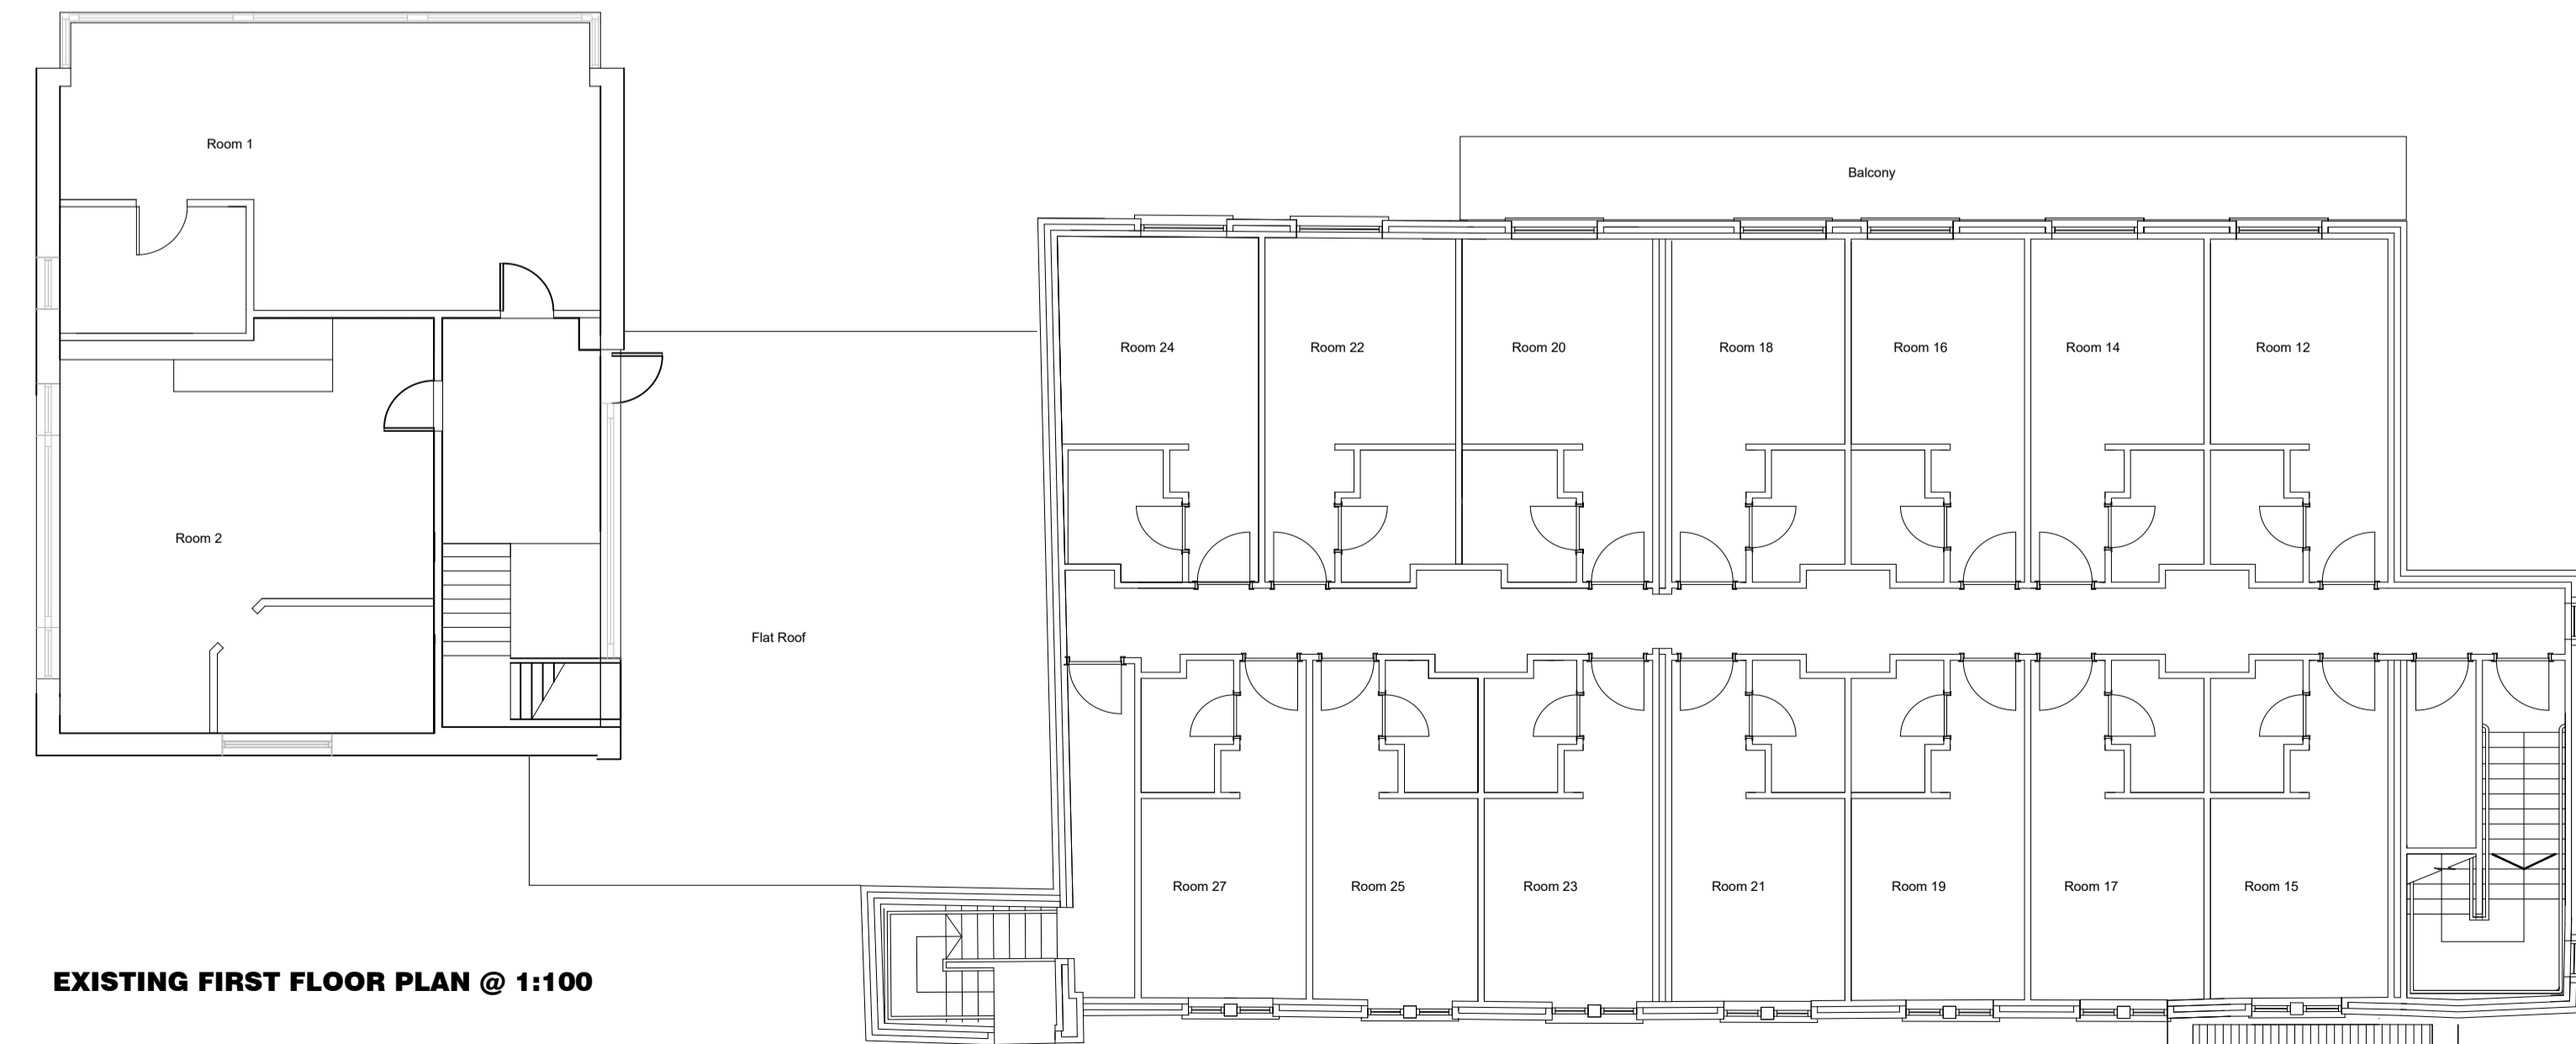 Room 1
Balcony
Room 24
Room 22
Room 20
Room 18
Room 16
Room 14
Room 12
Room 2
Flat Roof
Room 27
Room 25
Room 23
Room 21
Room 19
Room 17
Room 15
EXISTING FIRST FLOOR PLAN @ 1:100